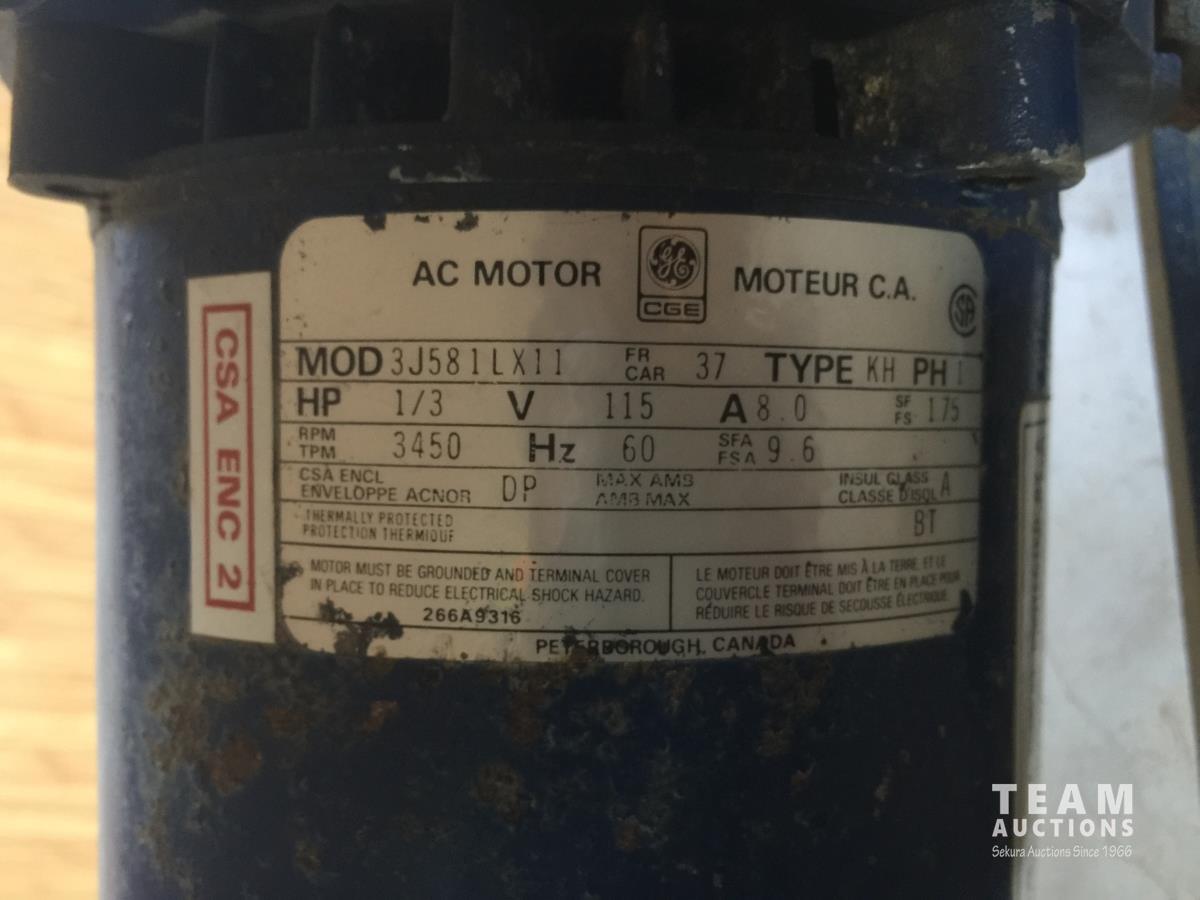 AC MOTOR GE CGE MOTEUR C.A. SA
MOD 3J581LX11 FR CAR 37 TYPE KH PH 1
HP 1/3 V 115 A 8.0 SF FS 175
RPM TPM 3450 Hz 60 SFA FSA 9.6
CSA ENCL ENVELOPPE ACNOR DP MAX AMB AMB MAX INSUL CLASS CLASSE D'ISOL A
THERMALLY PROTECTED
PROTECTION THERMIQUE
BT
MOTOR MUST BE GROUNDED AND TERMINAL COVER
IN PLACE TO REDUCE ELECTRICAL SHOCK HAZARD.
266A9316
LE MOTEUR DOIT ÊTRE MIS À LA TERRE, ET LE
COUVERCLE TERMINAL DOIT ÊTRE EN PLACE POUR
RÉDUIRE LE RISQUE DE SECOUSSE ÉLECTRIQUE.
PETERBOROUGH, CANADA
CSA ENC 2
TEAM
AUCTIONS
Sekura Auctions Since 1966